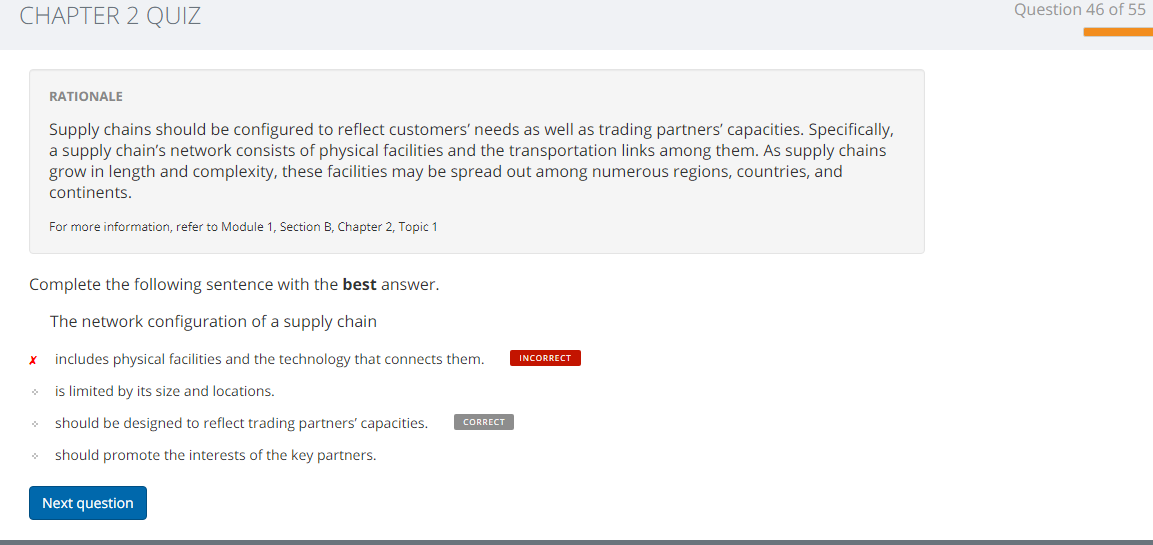 CHAPTER 2 QUIZ
Question 46 of 55
RATIONALE
Supply chains should be configured to reflect customers’ needs as well as trading partners’ capacities. Specifically,
a supply chain’s network consists of physical facilities and the transportation links among them. As supply chains
grow in length and complexity, these facilities may be spread out among numerous regions, countries, and
continents.
For more information, refer to Module 1, Section B, Chapter 2, Topic 1
Complete the following sentence with the best answer.
The network configuration of a supply chain
includes physical facilities and the technology that connects them. INCORRECT
is limited by its size and locations.
should be designed to reflect trading partners’ capacities. CORRECT
should promote the interests of the key partners.
Next question